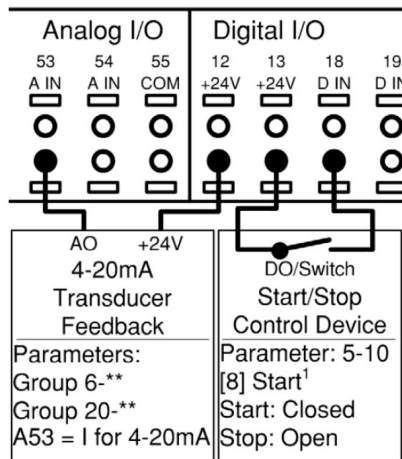 Analog I/O
Digital I/O
53 54 55 12 13 18 19
A IN A IN COM +24V +24V D IN D IN
AO +24V
4-20mA
Transducer
Feedback
Parameters:
Group 6-**
Group 20-**
A53 = I for 4-20mA
DO/Switch
Start/Stop
Control Device
Parameter: 5-10
[8] Start¹
Start: Closed
Stop: Open